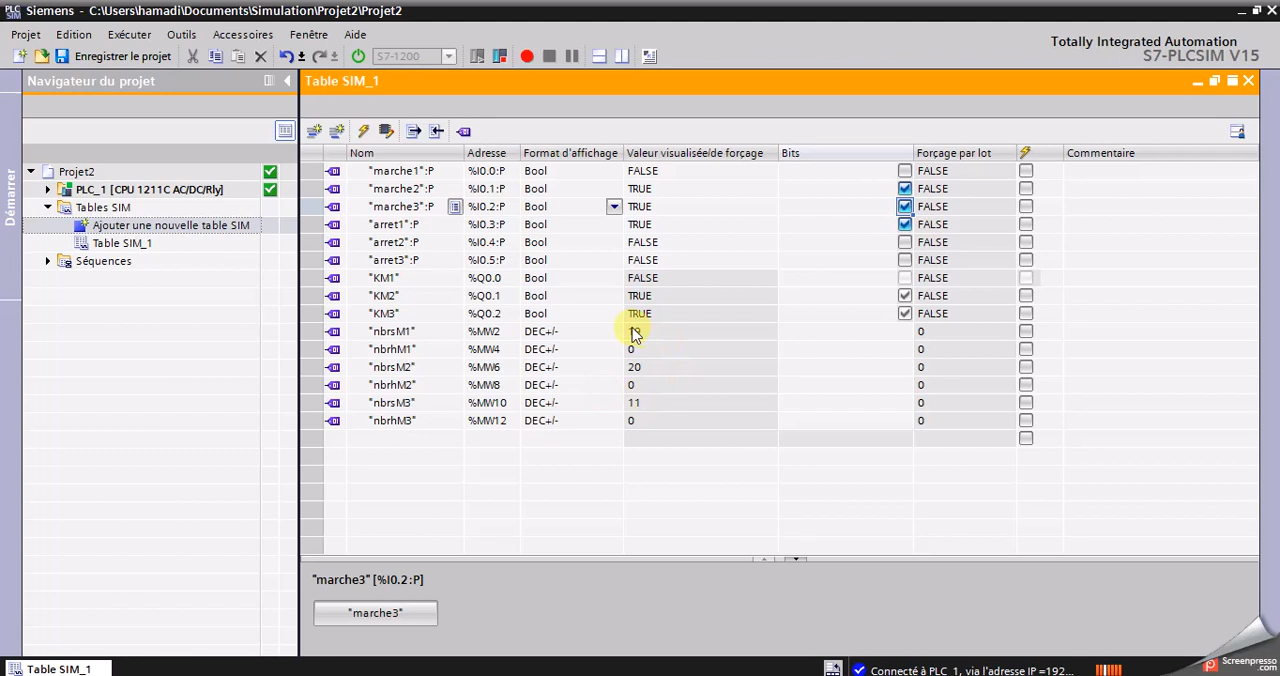 PLC SIM Siemens - C:\Users\hamadi\Documents\Simulation\Projet2\Projet2
Projet Edition Exécuter Outils Accessoires Fenêtre Aide
Totally Integrated Automation
S7-PLCSIM V15
Enregistrer le projet S7-1200
Navigateur du projet
Table SIM_1
Démarrer
Nom Adresse Format d'affichage Valeur visualisée/de forçage Bits Forçage par lot Commentaire
Projet2
PLC_1 [CPU 1211C AC/DC/Rly]
Tables SIM
Ajouter une nouvelle table SIM
Table SIM_1
Séquences
"marche1":P %I0.0:P Bool FALSE FALSE
"marche2":P %I0.1:P Bool TRUE FALSE
"marche3":P %I0.2:P Bool TRUE FALSE
"arret1":P %I0.3:P Bool TRUE FALSE
"arret2":P %I0.4:P Bool FALSE FALSE
"arret3":P %I0.5:P Bool FALSE FALSE
"KM1" %Q0.0 Bool FALSE FALSE
"KM2" %Q0.1 Bool TRUE FALSE
"KM3" %Q0.2 Bool TRUE FALSE
"nbrsM1" %MW2 DEC+/- 0
"nbrhM1" %MW4 DEC+/- 0 0
"nbrsM2" %MW6 DEC+/- 20 0
"nbrhM2" %MW8 DEC+/- 0 0
"nbrsM3" %MW10 DEC+/- 11 0
"nbrhM3" %MW12 DEC+/- 0 0
"marche3" [%I0.2:P]
"marche3"
Table SIM_1
Connecté à PLC_1, via l'adresse IP =192...
Screenpresso
.com